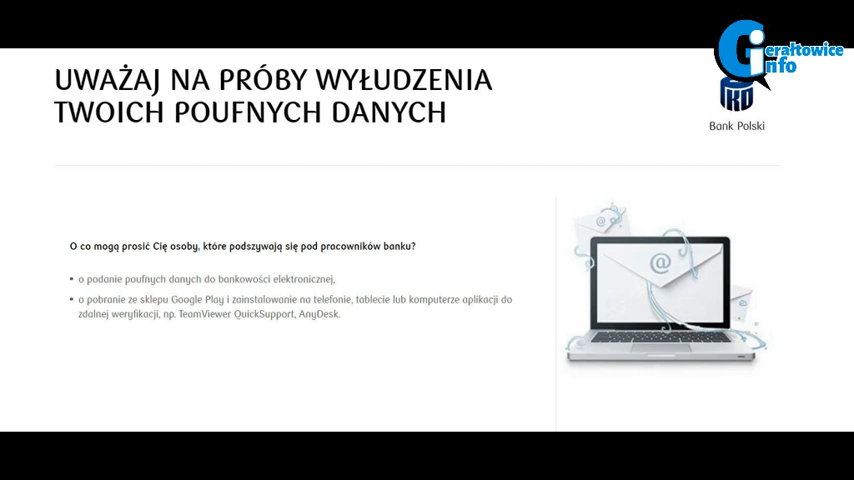 Gierałtowice
info
UWAŻAJ NA PRÓBY WYŁUDZENIA
TWOICH POUFNYCH DANYCH
Bank Polski
O co mogą prosić Cię osoby, które podszywają się pod pracowników banku?
• o podanie poufnych danych do bankowości elektronicznej,
• o pobranie ze sklepu Google Play i zainstalowanie na telefonie, tablecie lub komputerze aplikacji do
zdalnej weryfikacji, np. TeamViewer QuickSupport, AnyDesk.
@
@